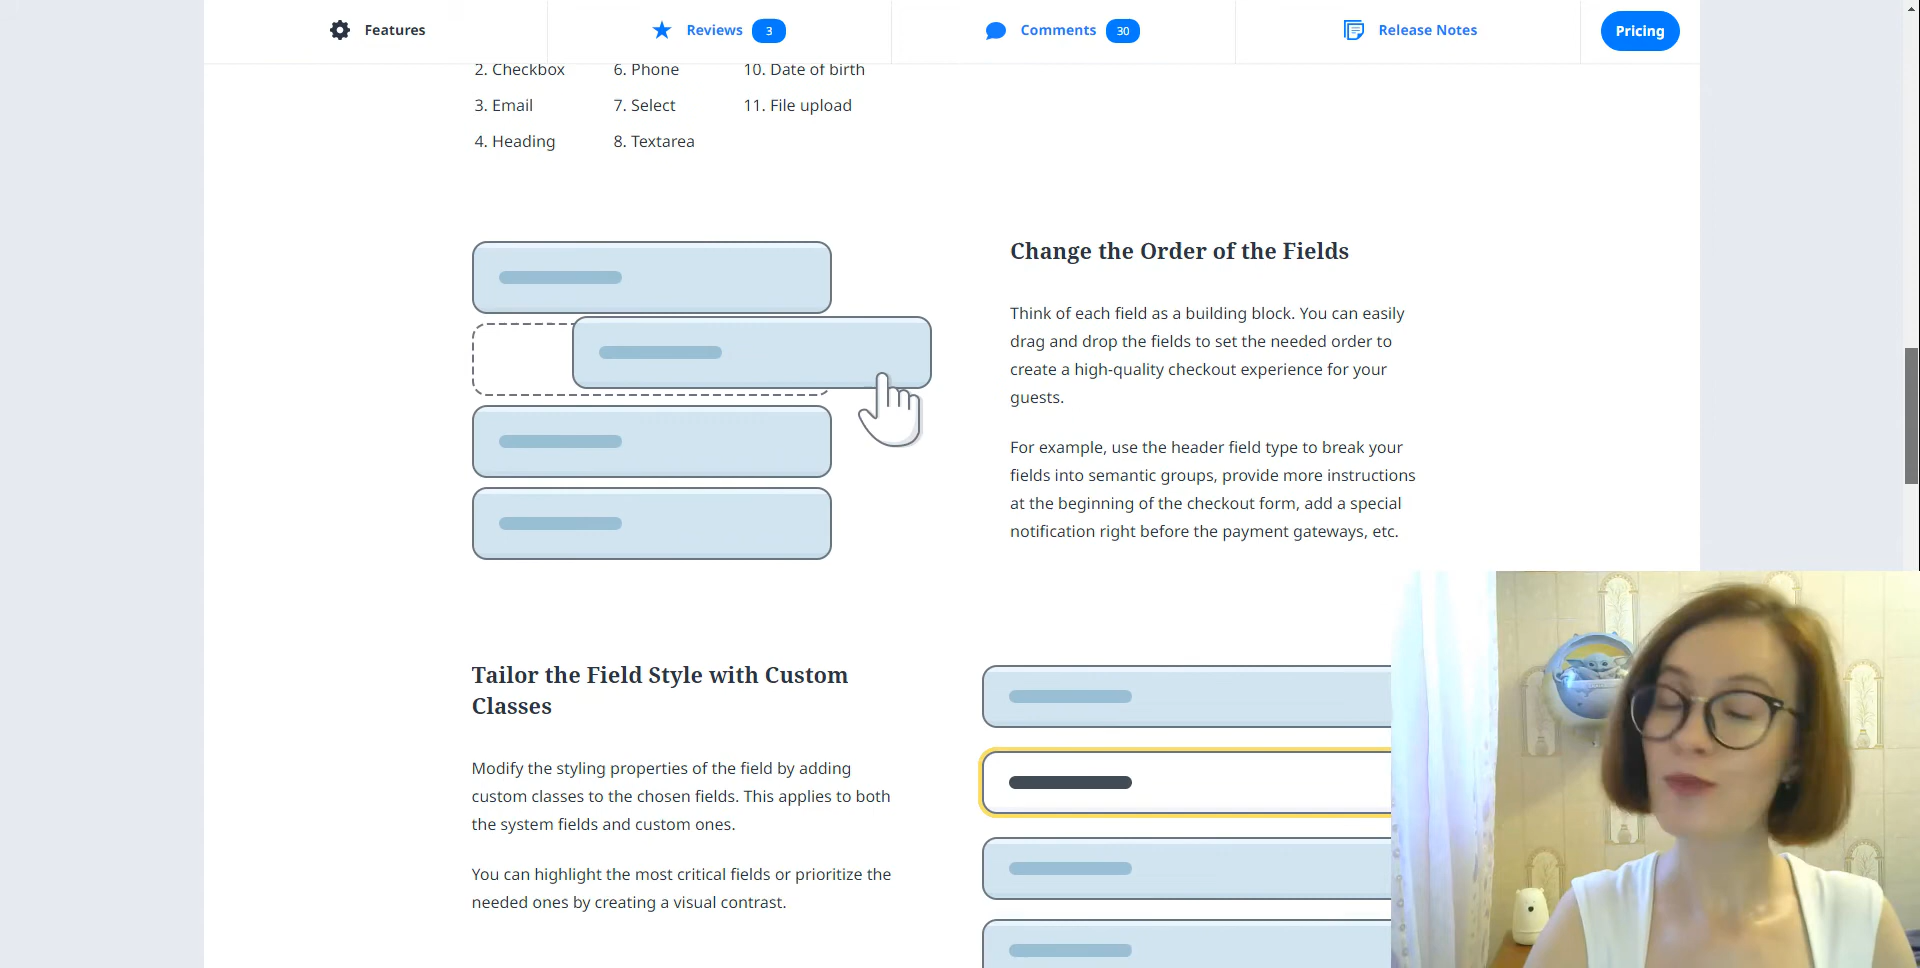 Features
Reviews 3
Comments 30
Release Notes
Pricing
2. Checkbox 6. Phone 10. Date of birth
3. Email 7. Select 11. File upload
4. Heading 8. Textarea
Change the Order of the Fields
Think of each field as a building block. You can easily
drag and drop the fields to set the needed order to
create a high-quality checkout experience for your
guests.
For example, use the header field type to break your
fields into semantic groups, provide more instructions
at the beginning of the checkout form, add a special
notification right before the payment gateways, etc.
Tailor the Field Style with Custom
Classes
Modify the styling properties of the field by adding
custom classes to the chosen fields. This applies to both
the system fields and custom ones.
You can highlight the most critical fields or prioritize the
needed ones by creating a visual contrast.